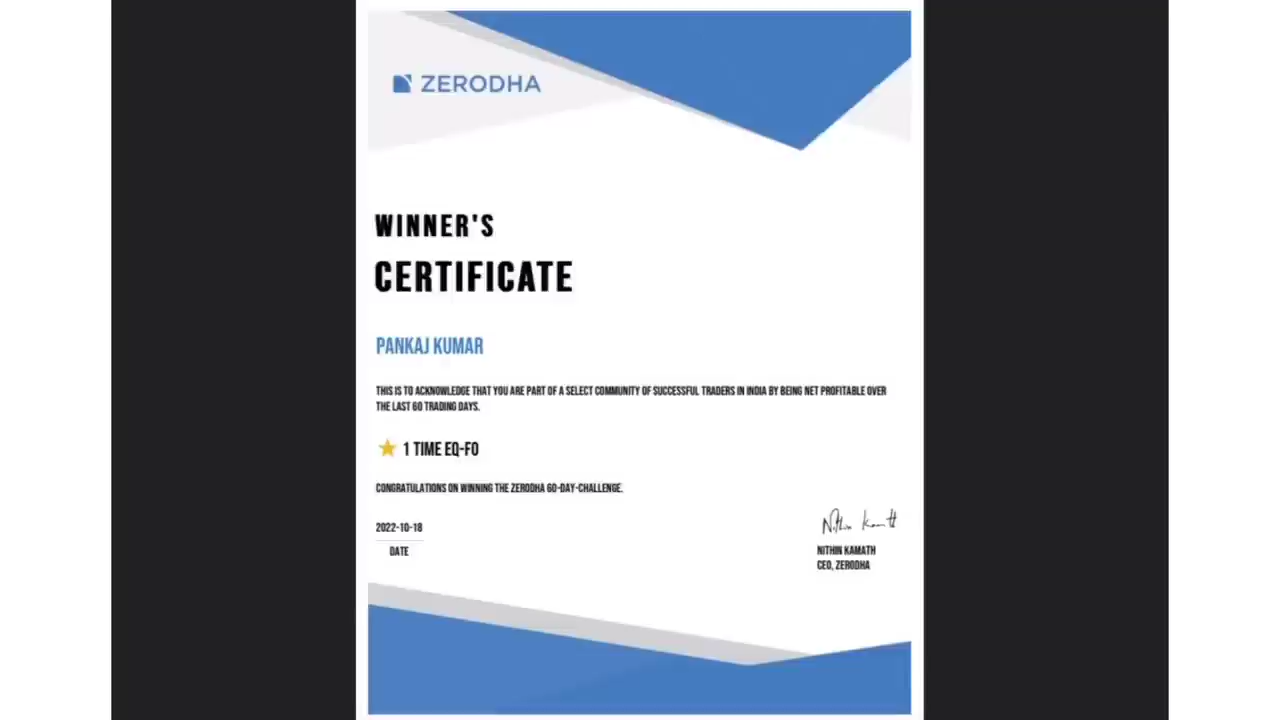 ZERODHA
WINNER'S
CERTIFICATE
PANKAJ KUMAR
THIS IS TO ACKNOWLEDGE THAT YOU ARE PART OF A SELECT COMMUNITY OF SUCCESSFUL TRADERS IN INDIA BY BEING NET PROFITABLE OVER
THE LAST 60 TRADING DAYS.
1 TIME EQ-FO
CONGRATULATIONS ON WINNING THE ZERODHA 60-DAY-CHALLENGE.
2022-10-18
DATE
Nithin Kamath
NITHIN KAMATH
CEO, ZERODHA